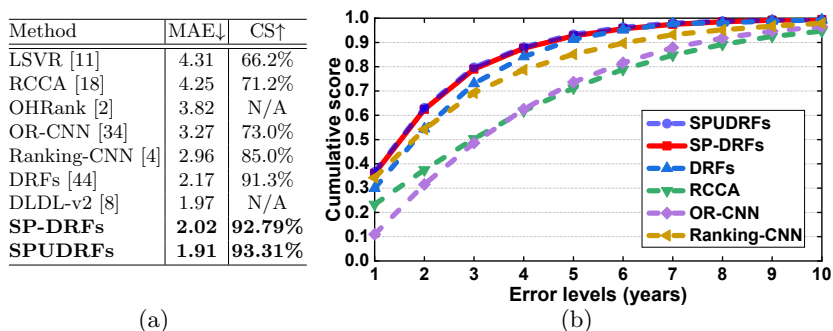 Method MAE↓ CS↑
LSVR [11] 4.31 66.2%
RCCA [18] 4.25 71.2%
OHRank [2] 3.82 N/A
OR-CNN [34] 3.27 73.0%
Ranking-CNN [4] 2.96 85.0%
DRFs [44] 2.17 91.3%
DLDL-v2 [8] 1.97 N/A
SP-DRFs 2.02 92.79%
SPUDRFs 1.91 93.31%
(a)
Cumulative score
1.0
0.9
0.8
0.7
0.6
0.5
0.4
0.3
0.2
0.1
0.0
SPUDRFs
SP-DRFs
DRFs
RCCA
OR-CNN
Ranking-CNN
1 2 3 4 5 6 7 8 9 10
Error levels (years)
(b)